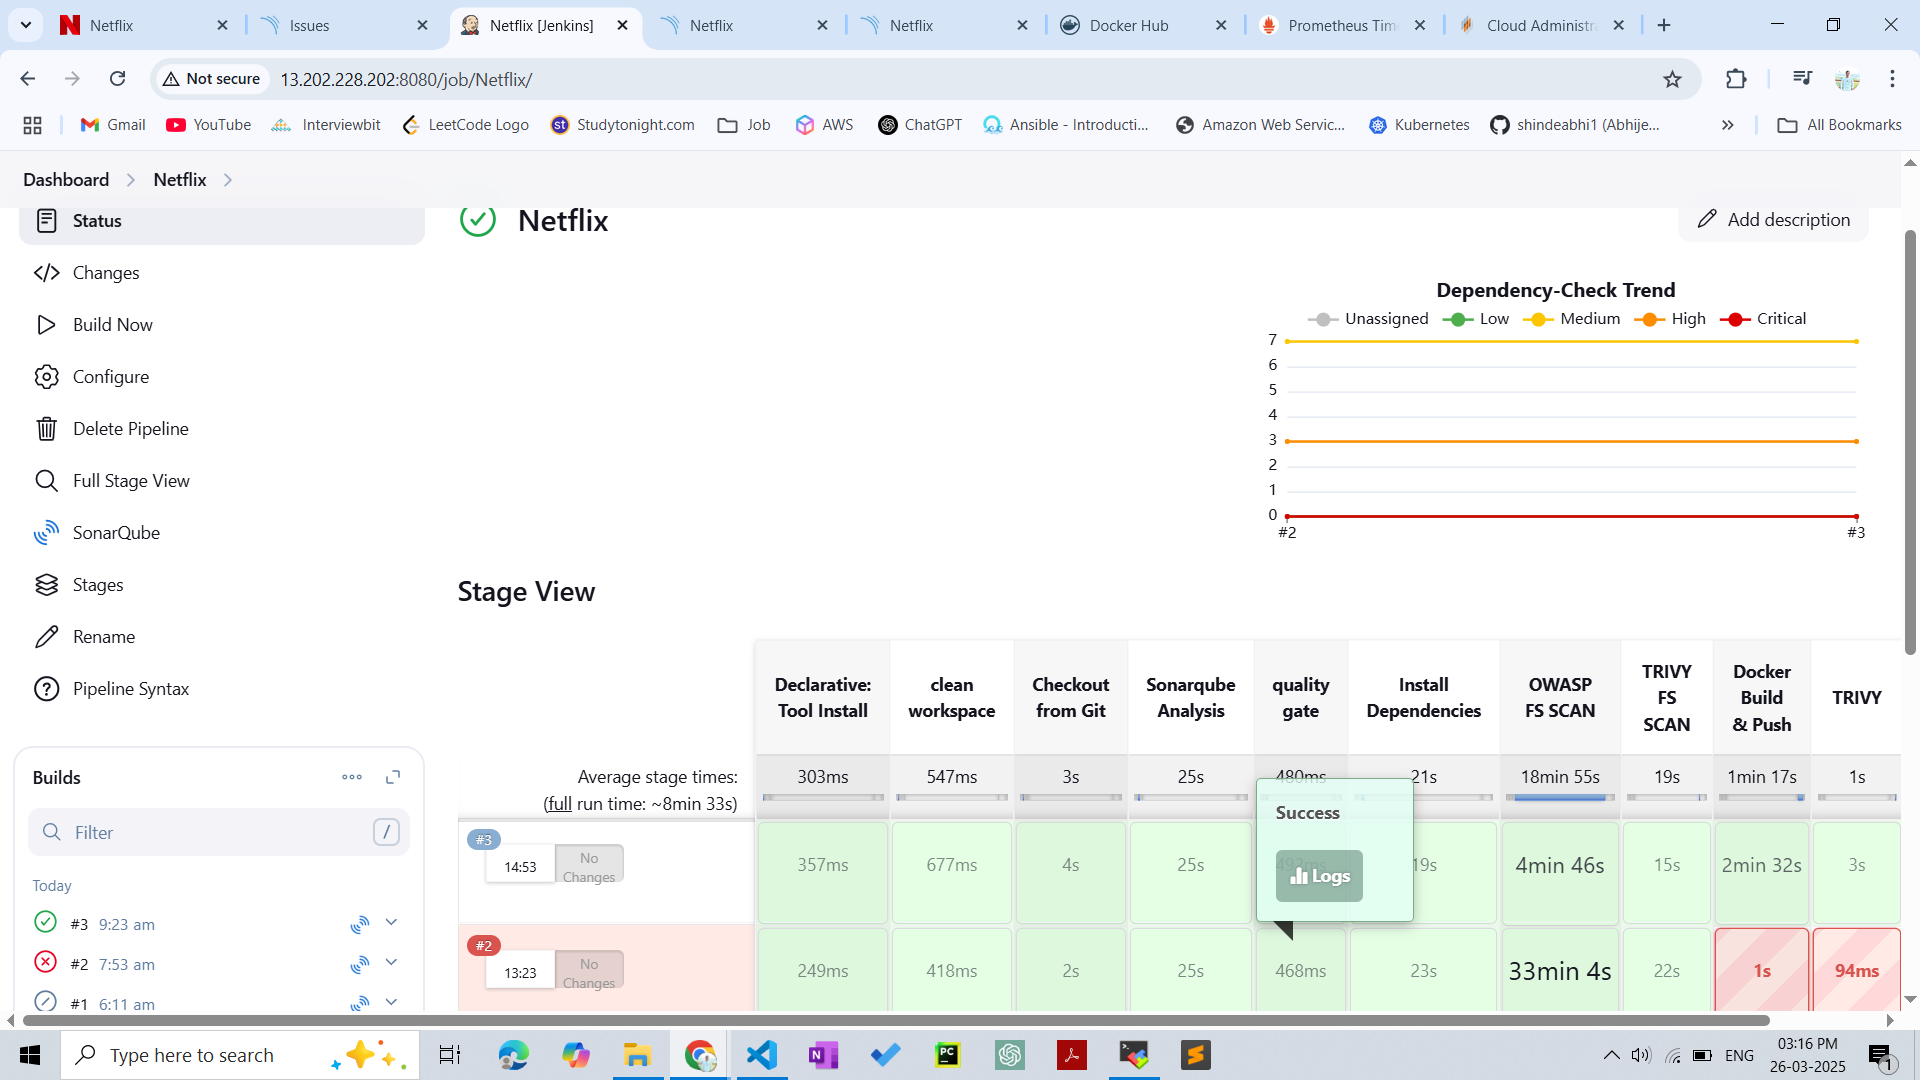 Netflix
Issues
Netflix [Jenkins]
Netflix
Netflix
Docker Hub
Prometheus Tim
Cloud Administra
Not secure
13.202.228.202:8080/job/Netflix/
Gmail
YouTube
Interviewbit
LeetCode Logo
Studytonight.com
Job
AWS
ChatGPT
Ansible - Introducti...
Amazon Web Servic...
Kubernetes
shindeabhi1 (Abhije...
All Bookmarks
Dashboard
Netflix
Status
Changes
Build Now
Configure
Delete Pipeline
Full Stage View
SonarQube
Stages
Rename
Pipeline Syntax
Builds
Filter
/
Today
#3 9:23 am
#2 7:53 am
#1 6:11 am
Netflix
Add description
Dependency-Check Trend
Unassigned Low Medium High Critical
7
6
5
4
3
2
1
0
#2 #3
Stage View
Declarative: Tool Install
clean workspace
Checkout from Git
Sonarqube Analysis
quality gate
Install Dependencies
OWASP FS SCAN
TRIVY FS SCAN
Docker Build & Push
TRIVY
Average stage times:
(full run time: ~8min 33s)
303ms 547ms 3s 25s 480ms 21s 18min 55s 19s 1min 17s 1s
Success
Logs
#3
14:53
No Changes
357ms 677ms 4s 25s 492ms 19s 4min 46s 15s 2min 32s 3s
#2
13:23
No Changes
249ms 418ms 2s 25s 468ms 23s 33min 4s 22s 1s 94ms
Type here to search
ENG
03:16 PM
26-03-2025
1